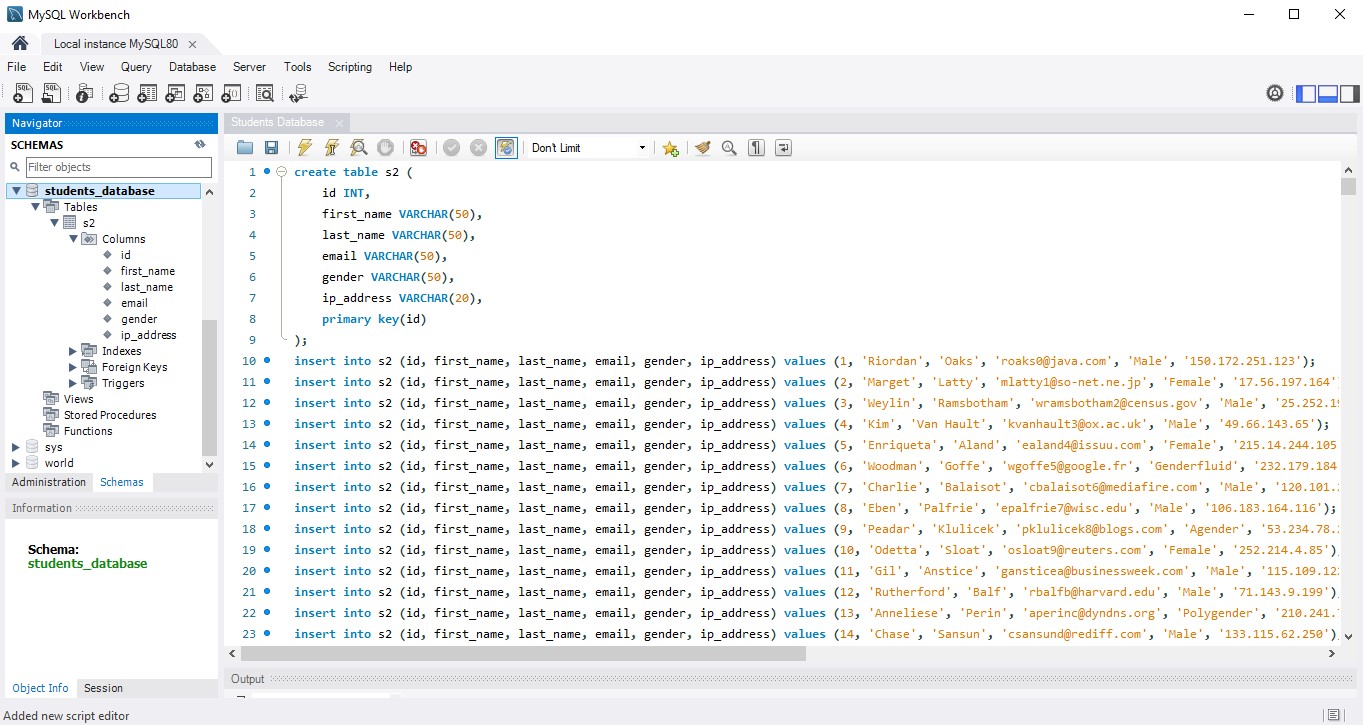 MySQL Workbench
Local instance MySQL80
File Edit View Query Database Server Tools Scripting Help
Navigator
SCHEMAS
Filter objects
students_database
Tables
s2
Columns
id
first_name
last_name
email
gender
ip_address
Indexes
Foreign Keys
Triggers
Views
Stored Procedures
Functions
sys
world
Administration Schemas
Information
Schema:
students_database
Object Info Session
Students Database
Don't Limit
1 create table s2 (
2 id INT,
3 first_name VARCHAR(50),
4 last_name VARCHAR(50),
5 email VARCHAR(50),
6 gender VARCHAR(50),
7 ip_address VARCHAR(20),
8 primary key(id)
9 );
10 insert into s2 (id, first_name, last_name, email, gender, ip_address) values (1, 'Riordan', 'Oaks', 'roaks0@java.com', 'Male', '150.172.251.123');
11 insert into s2 (id, first_name, last_name, email, gender, ip_address) values (2, 'Marget', 'Latty', 'mlatty1@so-net.ne.jp', 'Female', '17.56.197.164'
12 insert into s2 (id, first_name, last_name, email, gender, ip_address) values (3, 'Weylin', 'Ramsbotham', 'wramsbotham2@census.gov', 'Male', '25.252.19
13 insert into s2 (id, first_name, last_name, email, gender, ip_address) values (4, 'Kim', 'Van Hault', 'kvanhault3@ox.ac.uk', 'Male', '49.66.143.65');
14 insert into s2 (id, first_name, last_name, email, gender, ip_address) values (5, 'Enriqueta', 'Aland', 'ealand4@issuu.com', 'Female', '215.14.244.105
15 insert into s2 (id, first_name, last_name, email, gender, ip_address) values (6, 'Woodman', 'Goffe', 'wgoffe5@google.fr', 'Genderfluid', '232.179.184
16 insert into s2 (id, first_name, last_name, email, gender, ip_address) values (7, 'Charlie', 'Balaisot', 'cbalaisot6@mediafire.com', 'Male', '120.101.
17 insert into s2 (id, first_name, last_name, email, gender, ip_address) values (8, 'Eben', 'Palfrie', 'epalfrie7@wisc.edu', 'Male', '106.183.164.116');
18 insert into s2 (id, first_name, last_name, email, gender, ip_address) values (9, 'Peadar', 'Klulicek', 'pklulicek8@blogs.com', 'Agender', '53.234.78.
19 insert into s2 (id, first_name, last_name, email, gender, ip_address) values (10, 'Odetta', 'Sloat', 'osloat9@reuters.com', 'Female', '252.214.4.85')
20 insert into s2 (id, first_name, last_name, email, gender, ip_address) values (11, 'Gil', 'Anstice', 'gansticea@businessweek.com', 'Male', '115.109.12
21 insert into s2 (id, first_name, last_name, email, gender, ip_address) values (12, 'Rutherford', 'Balf', 'rbalfb@harvard.edu', 'Male', '71.143.9.199')
22 insert into s2 (id, first_name, last_name, email, gender, ip_address) values (13, 'Anneliese', 'Perin', 'aperinc@dyndns.org', 'Polygender', '210.241.
23 insert into s2 (id, first_name, last_name, email, gender, ip_address) values (14, 'Chase', 'Sansun', 'csansund@rediff.com', 'Male', '133.115.62.250')
Output
Added new script editor